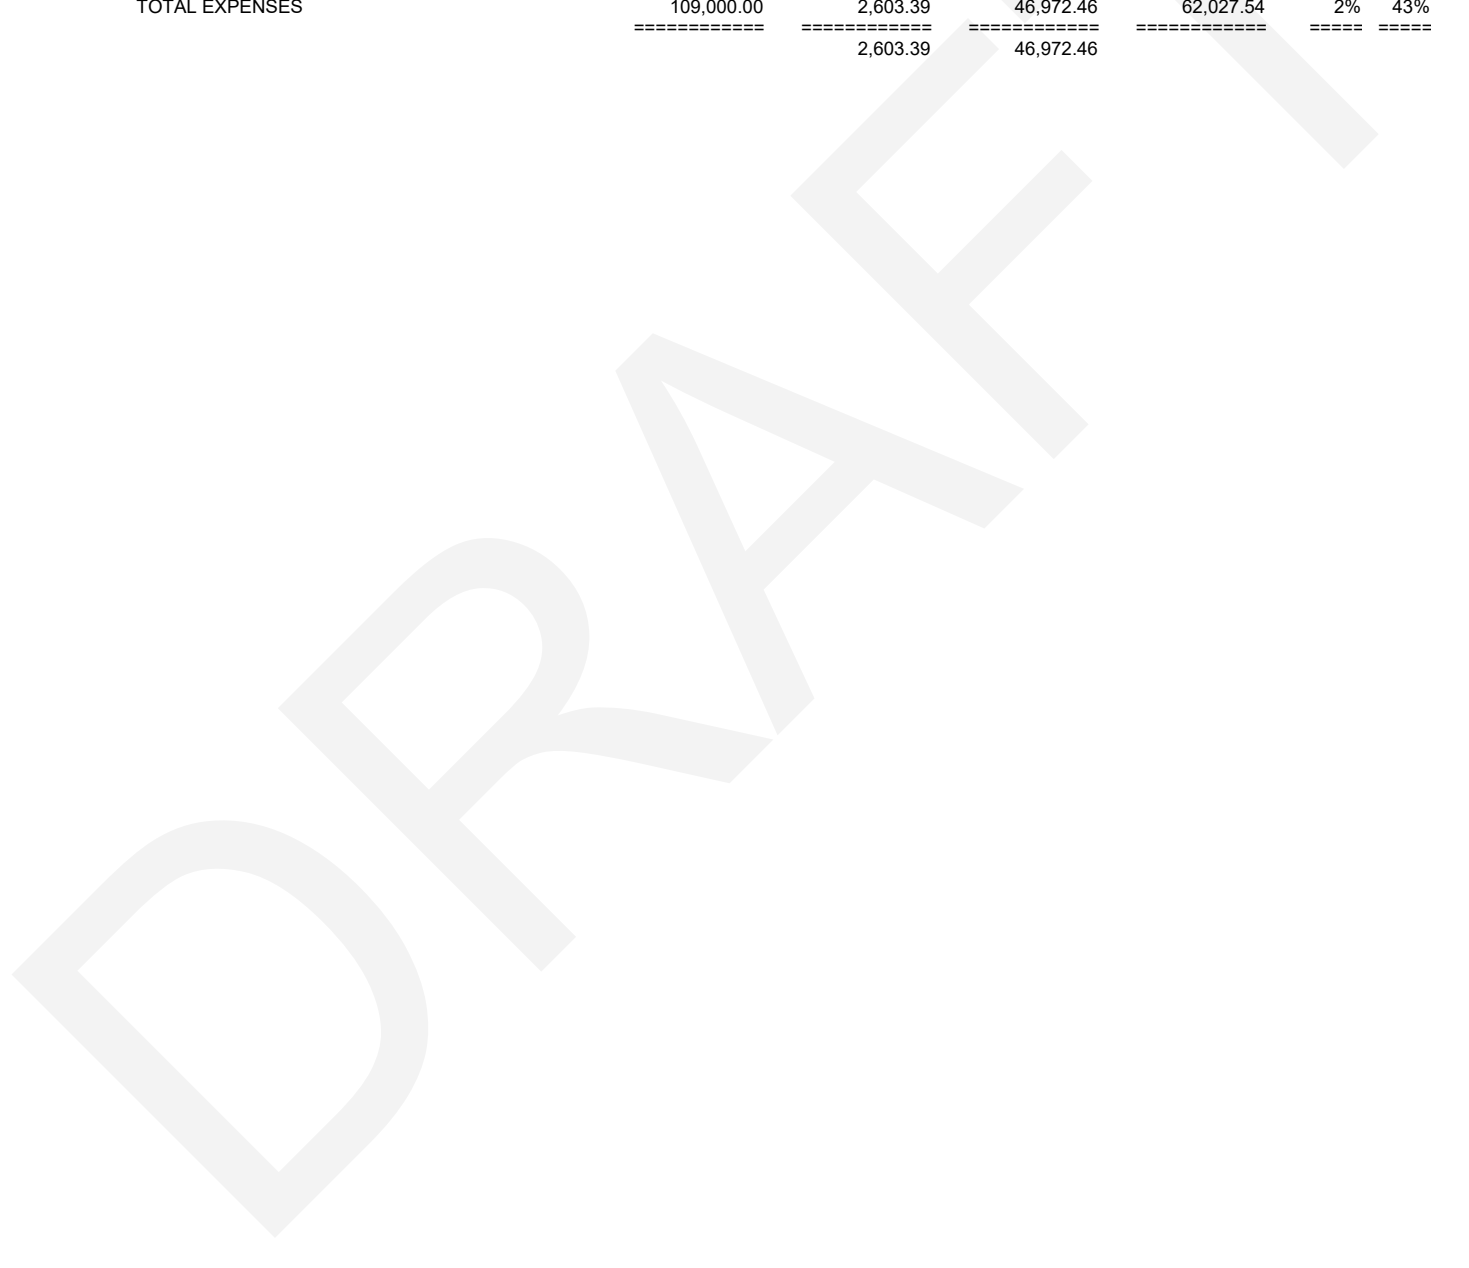 TOTAL EXPENSES 109,000.00 2,603.39 46,972.46 62,027.54 2% 43%
============ ============ ============ ============ ===== =====
2,603.39 46,972.46
DRAFT